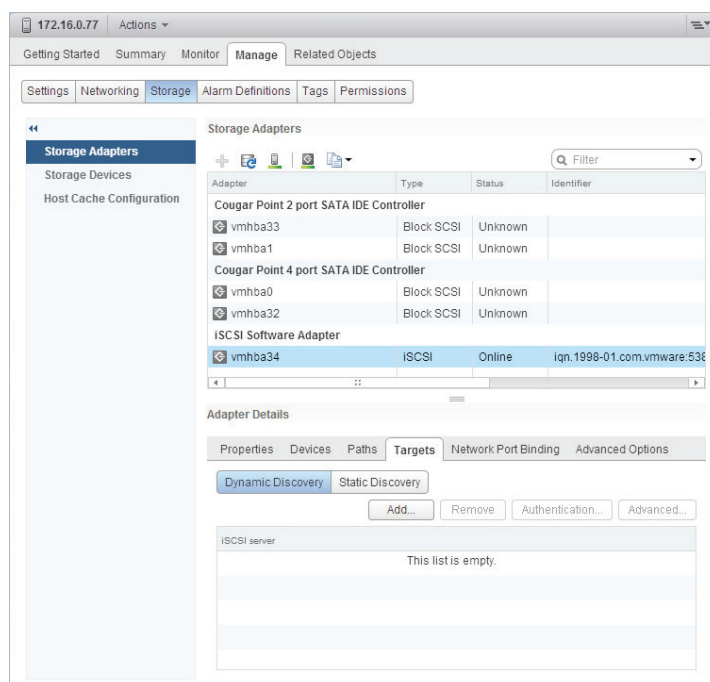 172.16.0.77 Actions
Getting Started Summary Monitor Manage Related Objects
Settings Networking Storage Alarm Definitions Tags Permissions
Storage Adapters
Storage Devices
Host Cache Configuration
Storage Adapters
Filter
Adapter Type Status Identifier
Cougar Point 2 port SATA IDE Controller
vmhba33 Block SCSI Unknown
vmhba1 Block SCSI Unknown
Cougar Point 4 port SATA IDE Controller
vmhba0 Block SCSI Unknown
vmhba32 Block SCSI Unknown
iSCSI Software Adapter
vmhba34 iSCSI Online iqn.1998-01.com.vmware:538
Adapter Details
Properties Devices Paths Targets Network Port Binding Advanced Options
Dynamic Discovery Static Discovery
Add... Remove Authentication... Advanced...
iSCSI server
This list is empty.